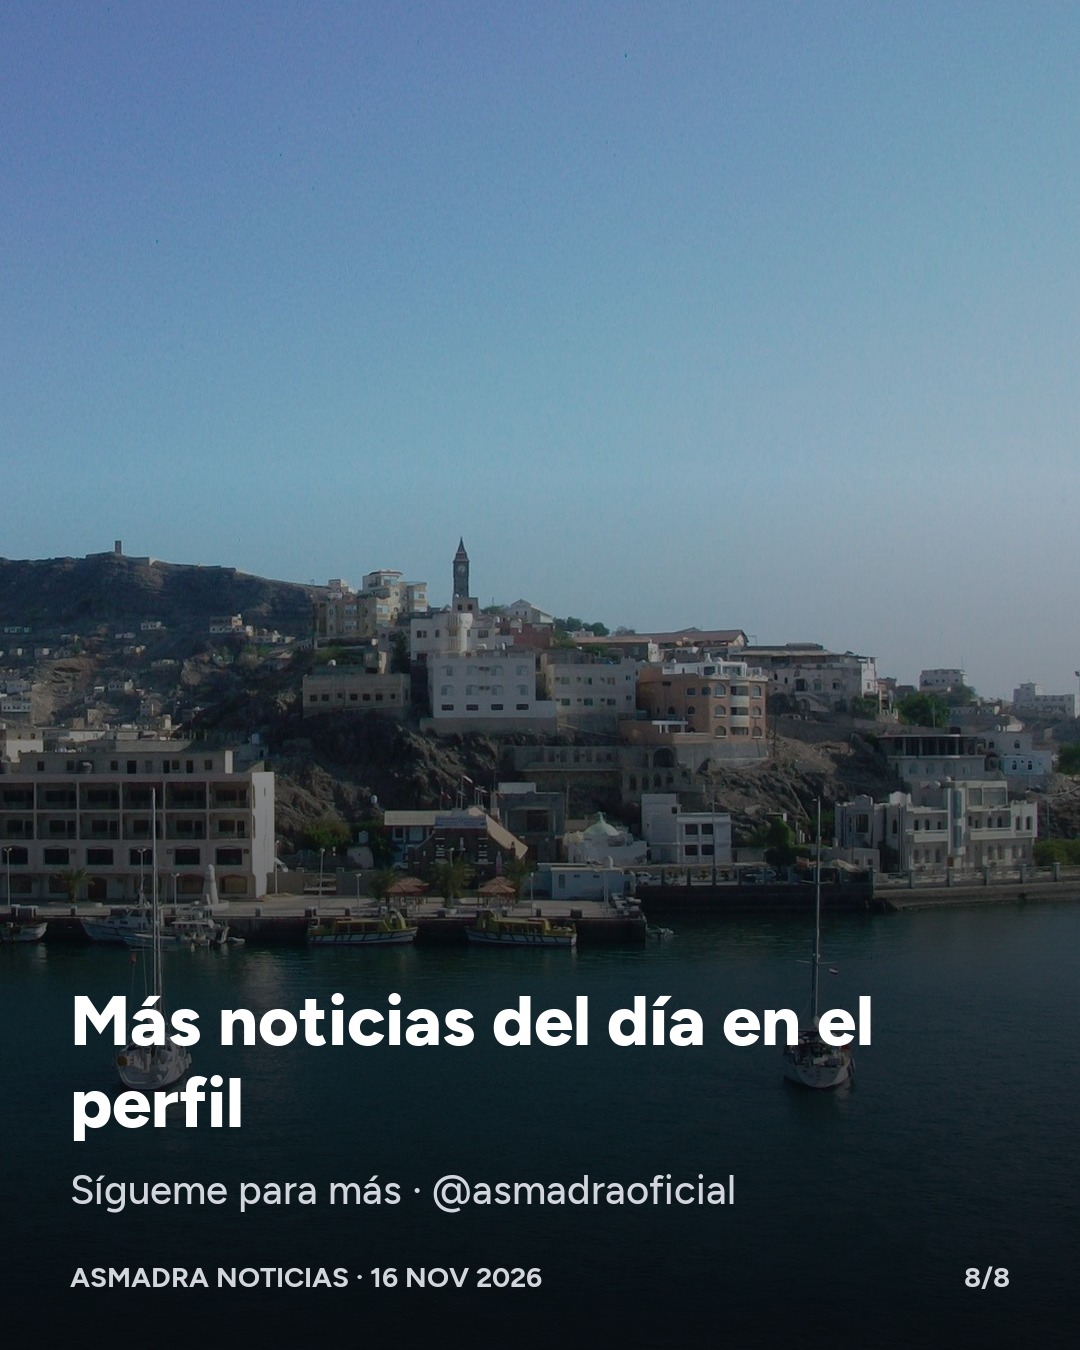 Más noticias del día en el
perfil
Sígueme para más · @asmadraoficial
ASMADRA NOTICIAS · 16 NOV 2026
8/8